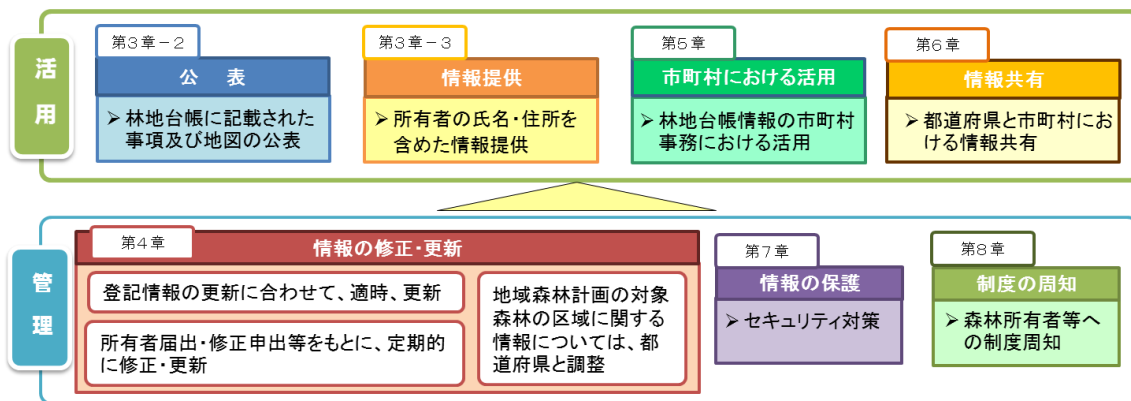 活用
第３章－２
公　表
➢ 林地台帳に記載された
事項及び地図の公表
第３章－３
情報提供
➢ 所有者の氏名・住所を
含めた情報提供
第５章
市町村における活用
➢ 林地台帳情報の市町村
事務における活用
第６章
情報共有
➢ 都道府県と市町村にお
ける情報共有
管理
第４章
情報の修正・更新
登記情報の更新に合わせて、適時、更新
所有者届出・修正申出等をもとに、定期的
に修正・更新
地域森林計画の対象
森林の区域に関する
情報については、都
道府県と調整
第７章
情報の保護
➢ セキュリティ対策
第８章
制度の周知
➢ 森林所有者等へ
の制度周知